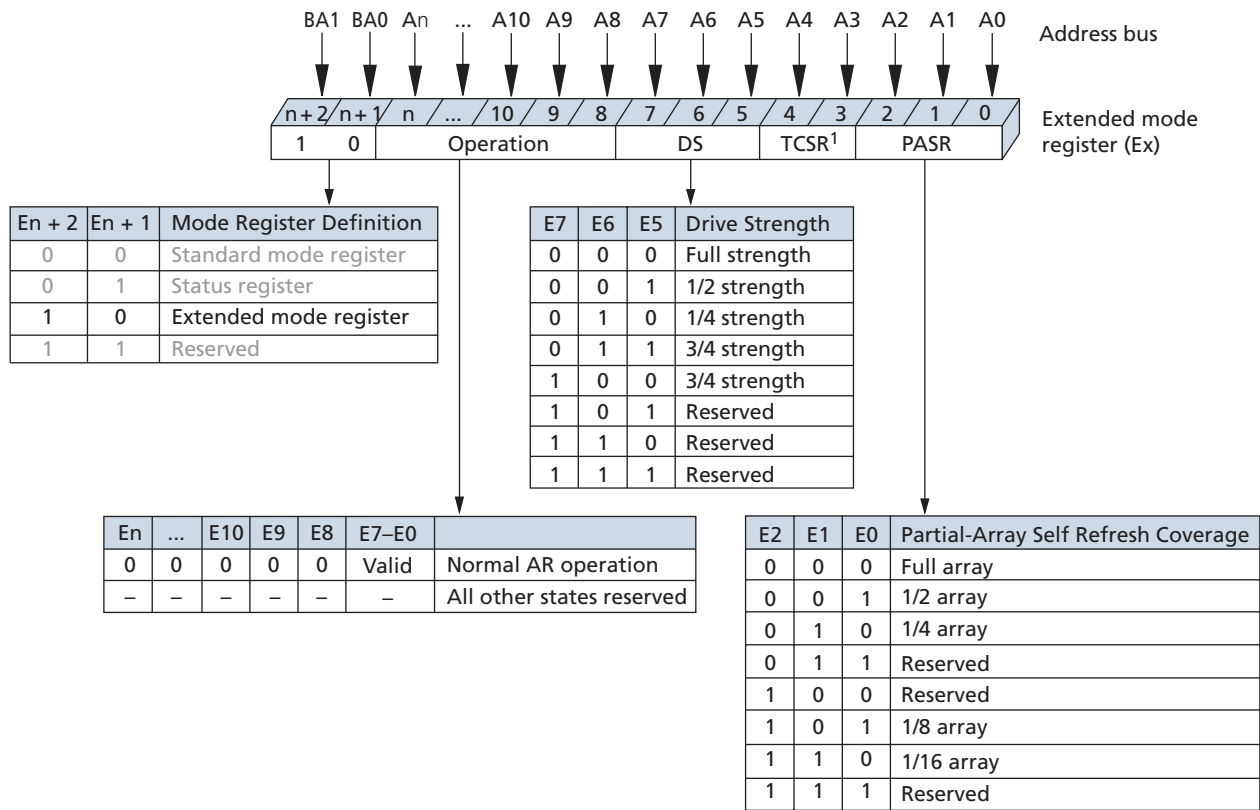 BA1 BA0 An ... A10 A9 A8 A7 A6 A5 A4 A3 A2 A1 A0 Address bus
n + 2 n + 1 n ... 10 9 8 7 6 5 4 3 2 1 0 Extended mode
register (Ex)
1 0 Operation DS TCSR1 PASR
En + 2 En + 1 Mode Register Definition
0 0 Standard mode register
0 1 Status register
1 0 Extended mode register
1 1 Reserved
E7 E6 E5 Drive Strength
0 0 0 Full strength
0 0 1 1/2 strength
0 1 0 1/4 strength
0 1 1 3/4 strength
1 0 0 3/4 strength
1 0 1 Reserved
1 1 0 Reserved
1 1 1 Reserved
En ... E10 E9 E8 E7–E0
0 0 0 0 0 Valid Normal AR operation
– – – – – – All other states reserved
E2 E1 E0 Partial-Array Self Refresh Coverage
0 0 0 Full array
0 0 1 1/2 array
0 1 0 1/4 array
0 1 1 Reserved
1 0 0 Reserved
1 0 1 1/8 array
1 1 0 1/16 array
1 1 1 Reserved